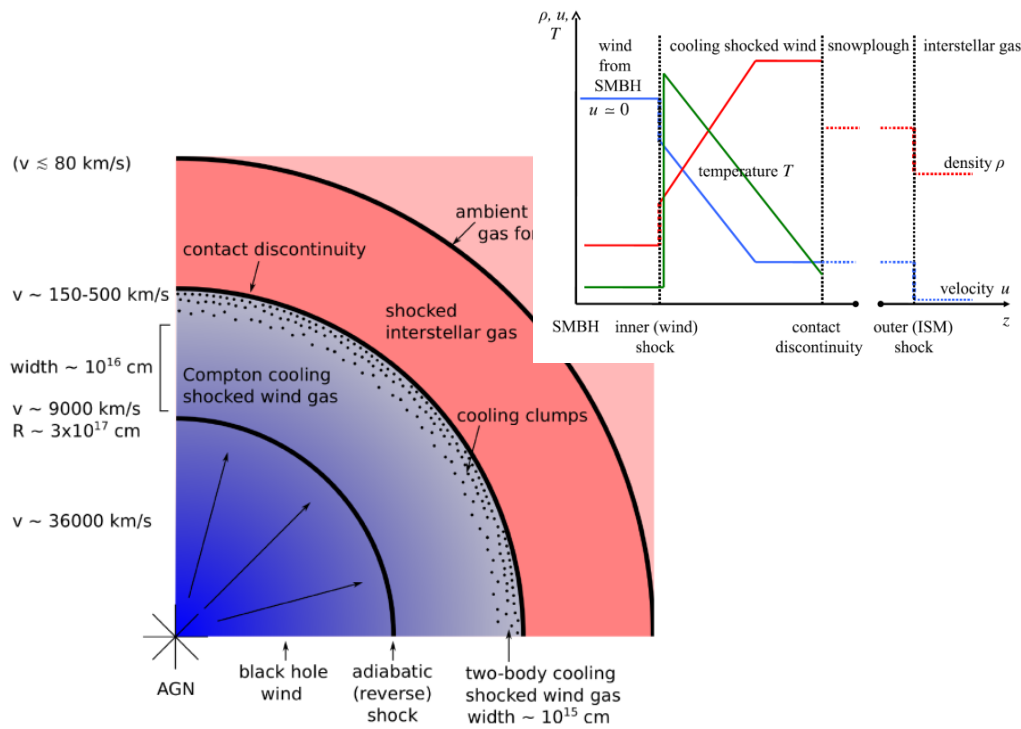 ρ, u,
T
wind
from
SMBH
u ≃ 0
cooling shocked wind
snowplough
interstellar gas
temperature T
density ρ
velocity u
z
SMBH
inner (wind)
shock
contact
discontinuity
outer (ISM)
shock
(v ≲ 80 km/s)
ambient
gas for
contact discontinuity
v ~ 150-500 km/s
shocked
interstellar gas
width ~ 10¹⁶ cm
Compton cooling
shocked wind gas
v ~ 9000 km/s
R ~ 3x10¹⁷ cm
cooling clumps
v ~ 36000 km/s
AGN
black hole
wind
adiabatic
(reverse)
shock
two-body cooling
shocked wind gas
width ~ 10¹⁵ cm